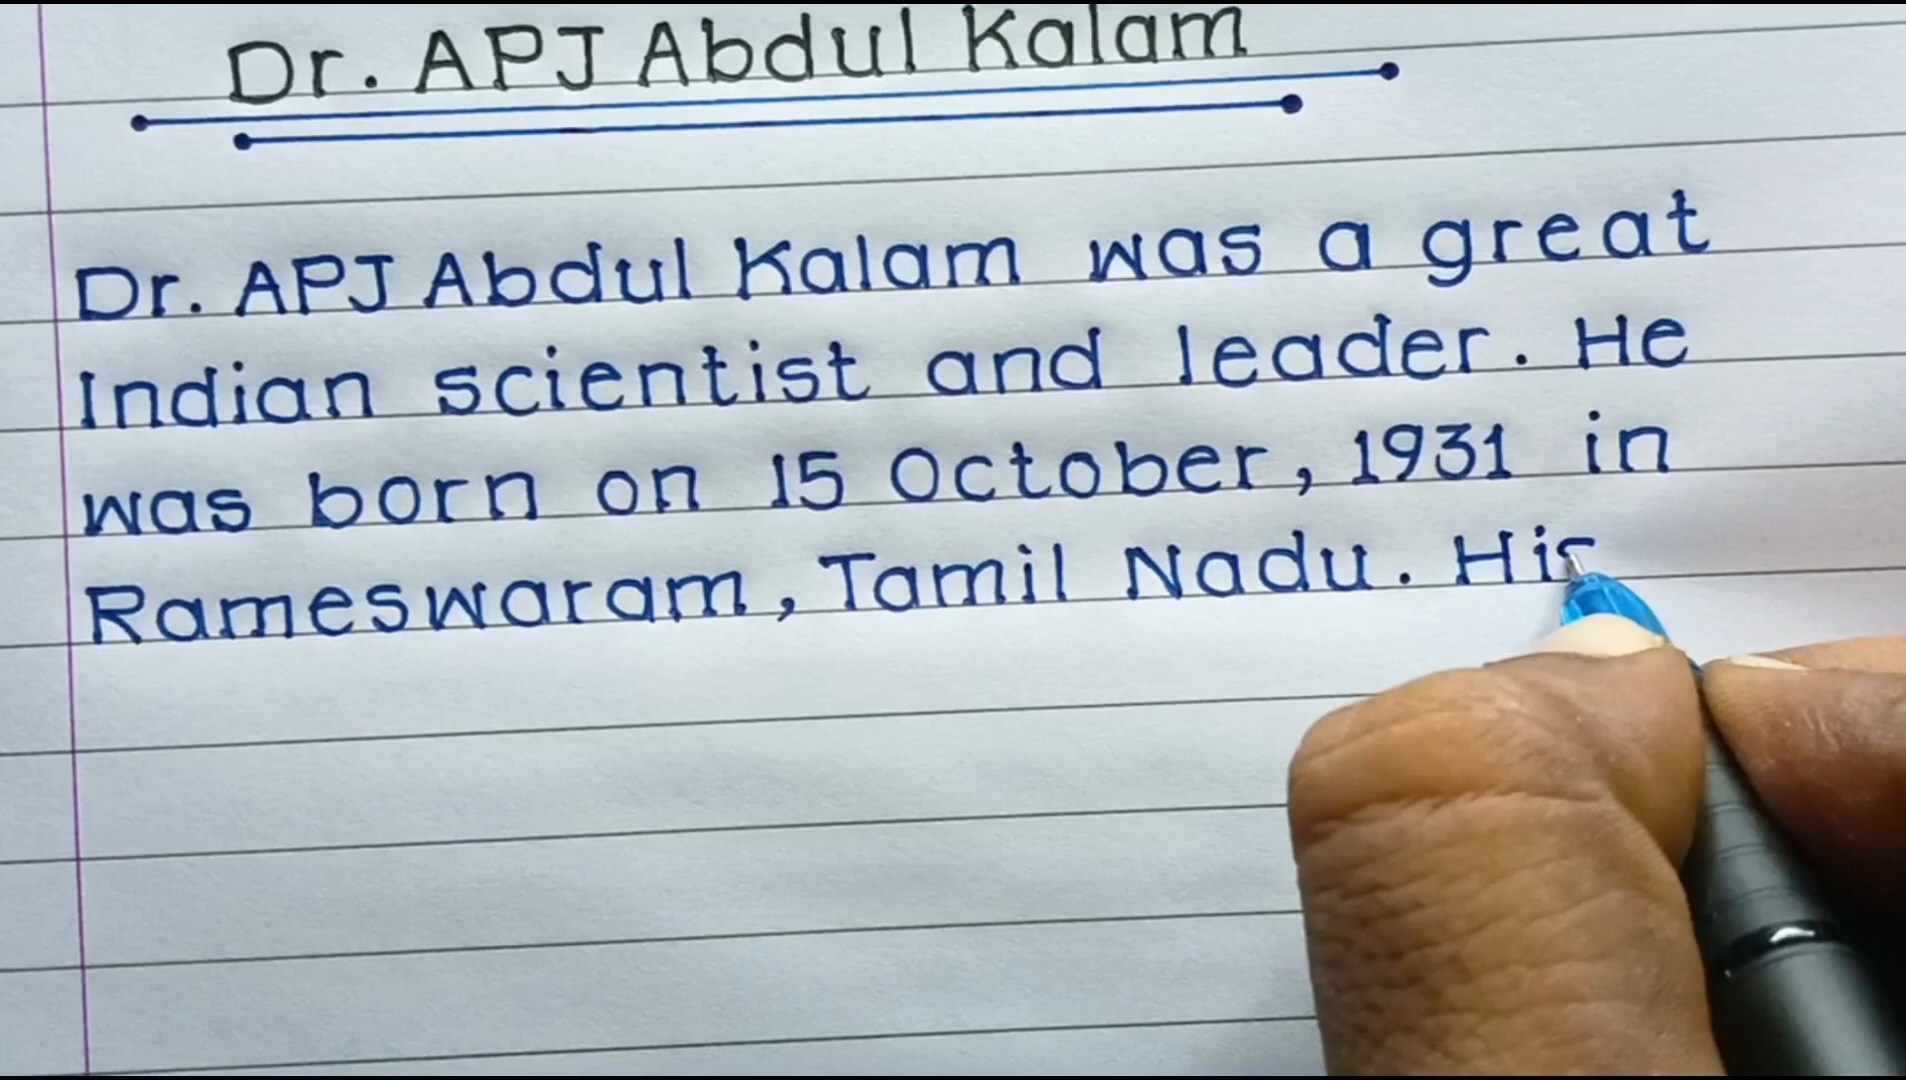 Dr. APJ Abdul Kalam
Dr. APJ Abdul Kalam was a great
Indian scientist and leader. He
was born on 15 October, 1931 in
Rameswaram, Tamil Nadu. His